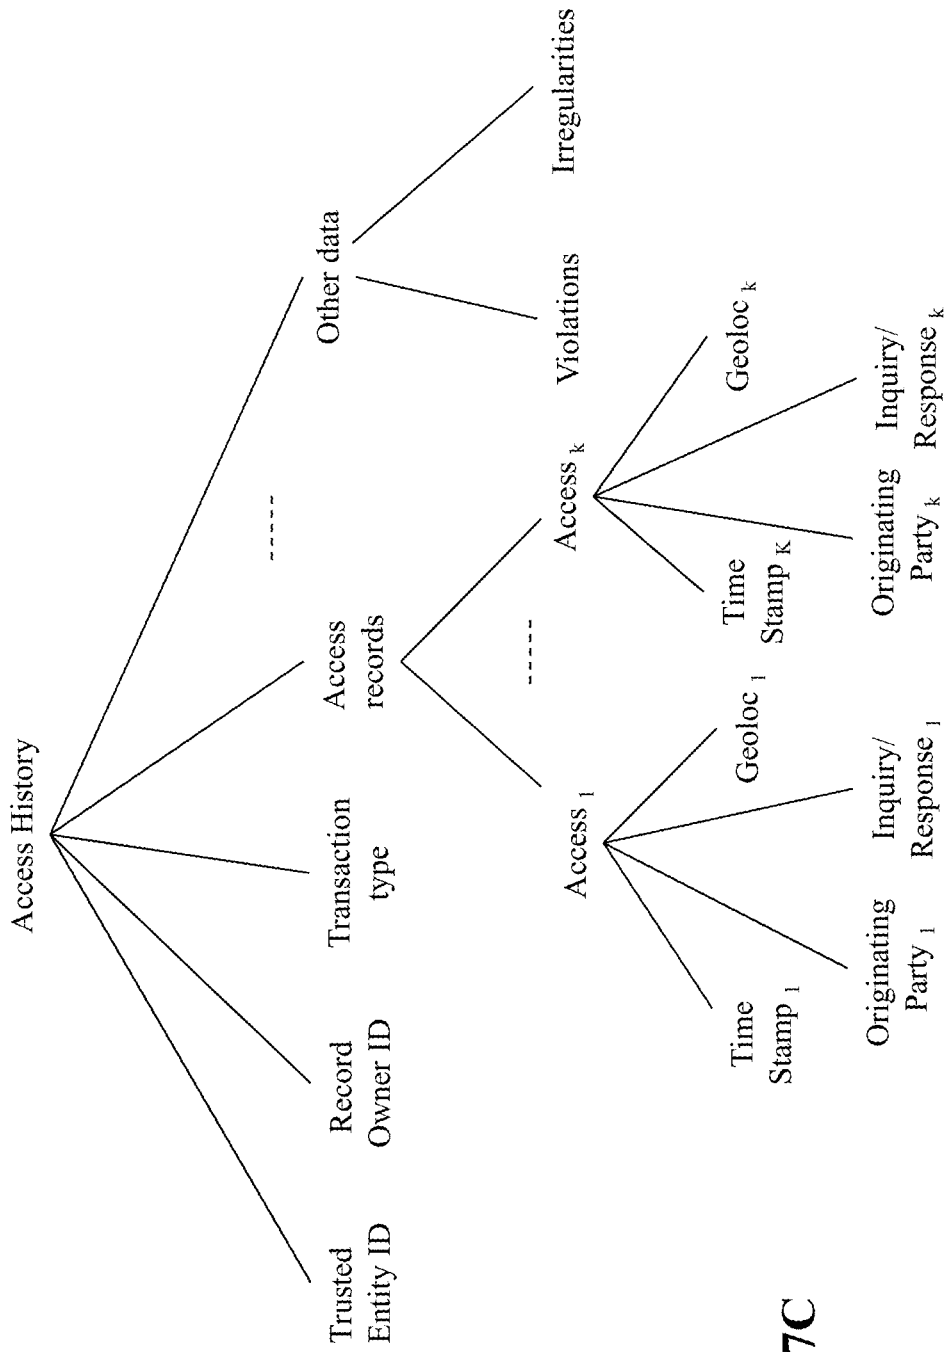 Access History
Trusted
Entity ID
Record
Owner ID
Transaction
type
Access
records
-----
Other data
Access 1
-----
Access k
Violations
Irregularities
Time
Stamp 1
Geoloc 1
Time
Stamp K
Geoloc k
Originating
Party 1
Inquiry/
Response 1
Originating
Party k
Inquiry/
Response k
7C